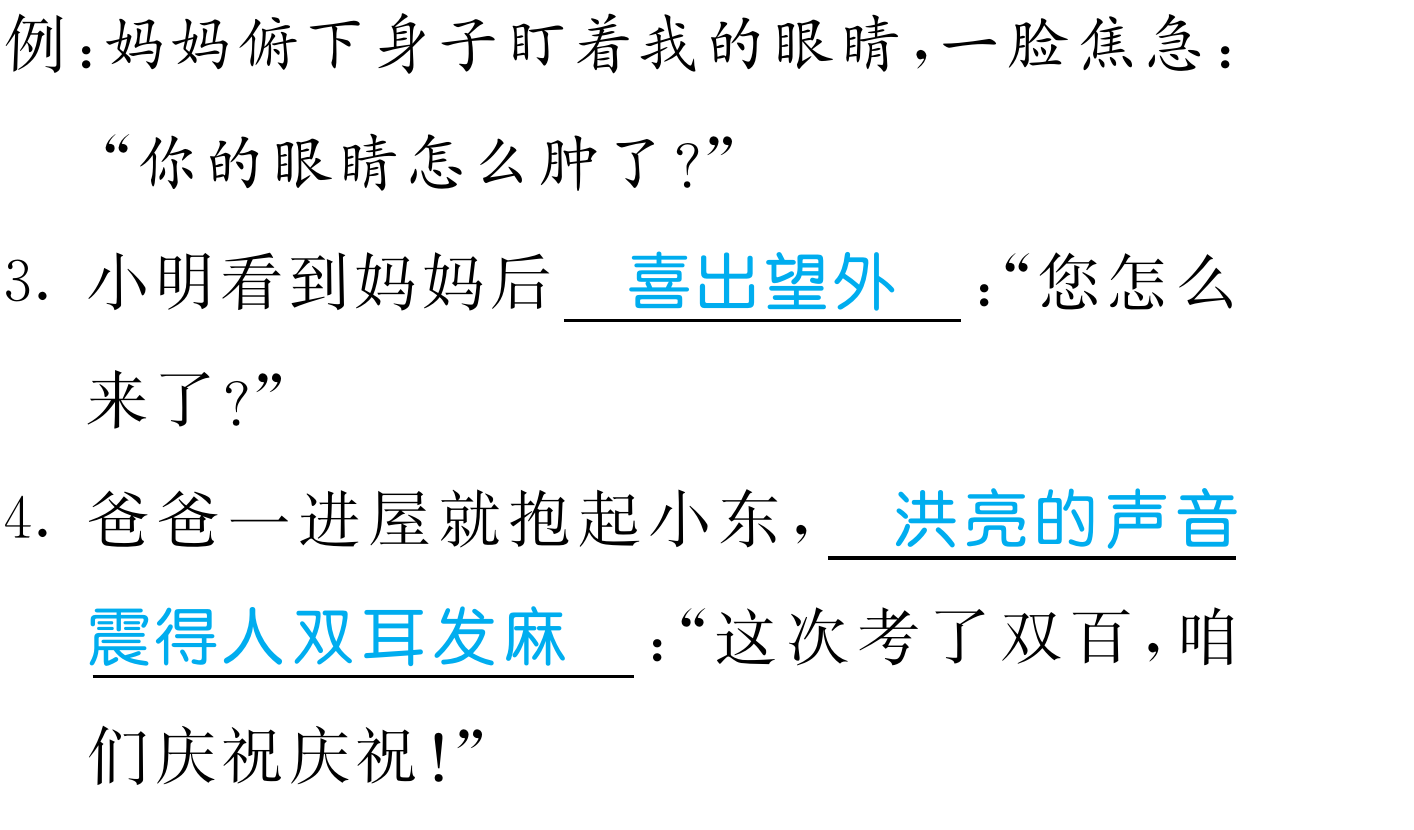 例：妈妈俯下身子盯着我的眼睛，一脸焦急：
“你的眼睛怎么肿了？”
3. 小明看到妈妈后 喜出望外 ：“您怎么
来了？”
4. 爸爸一进屋就抱起小东， 洪亮的声音
震得人双耳发麻 ：“这次考了双百，咱
们庆祝庆祝！”